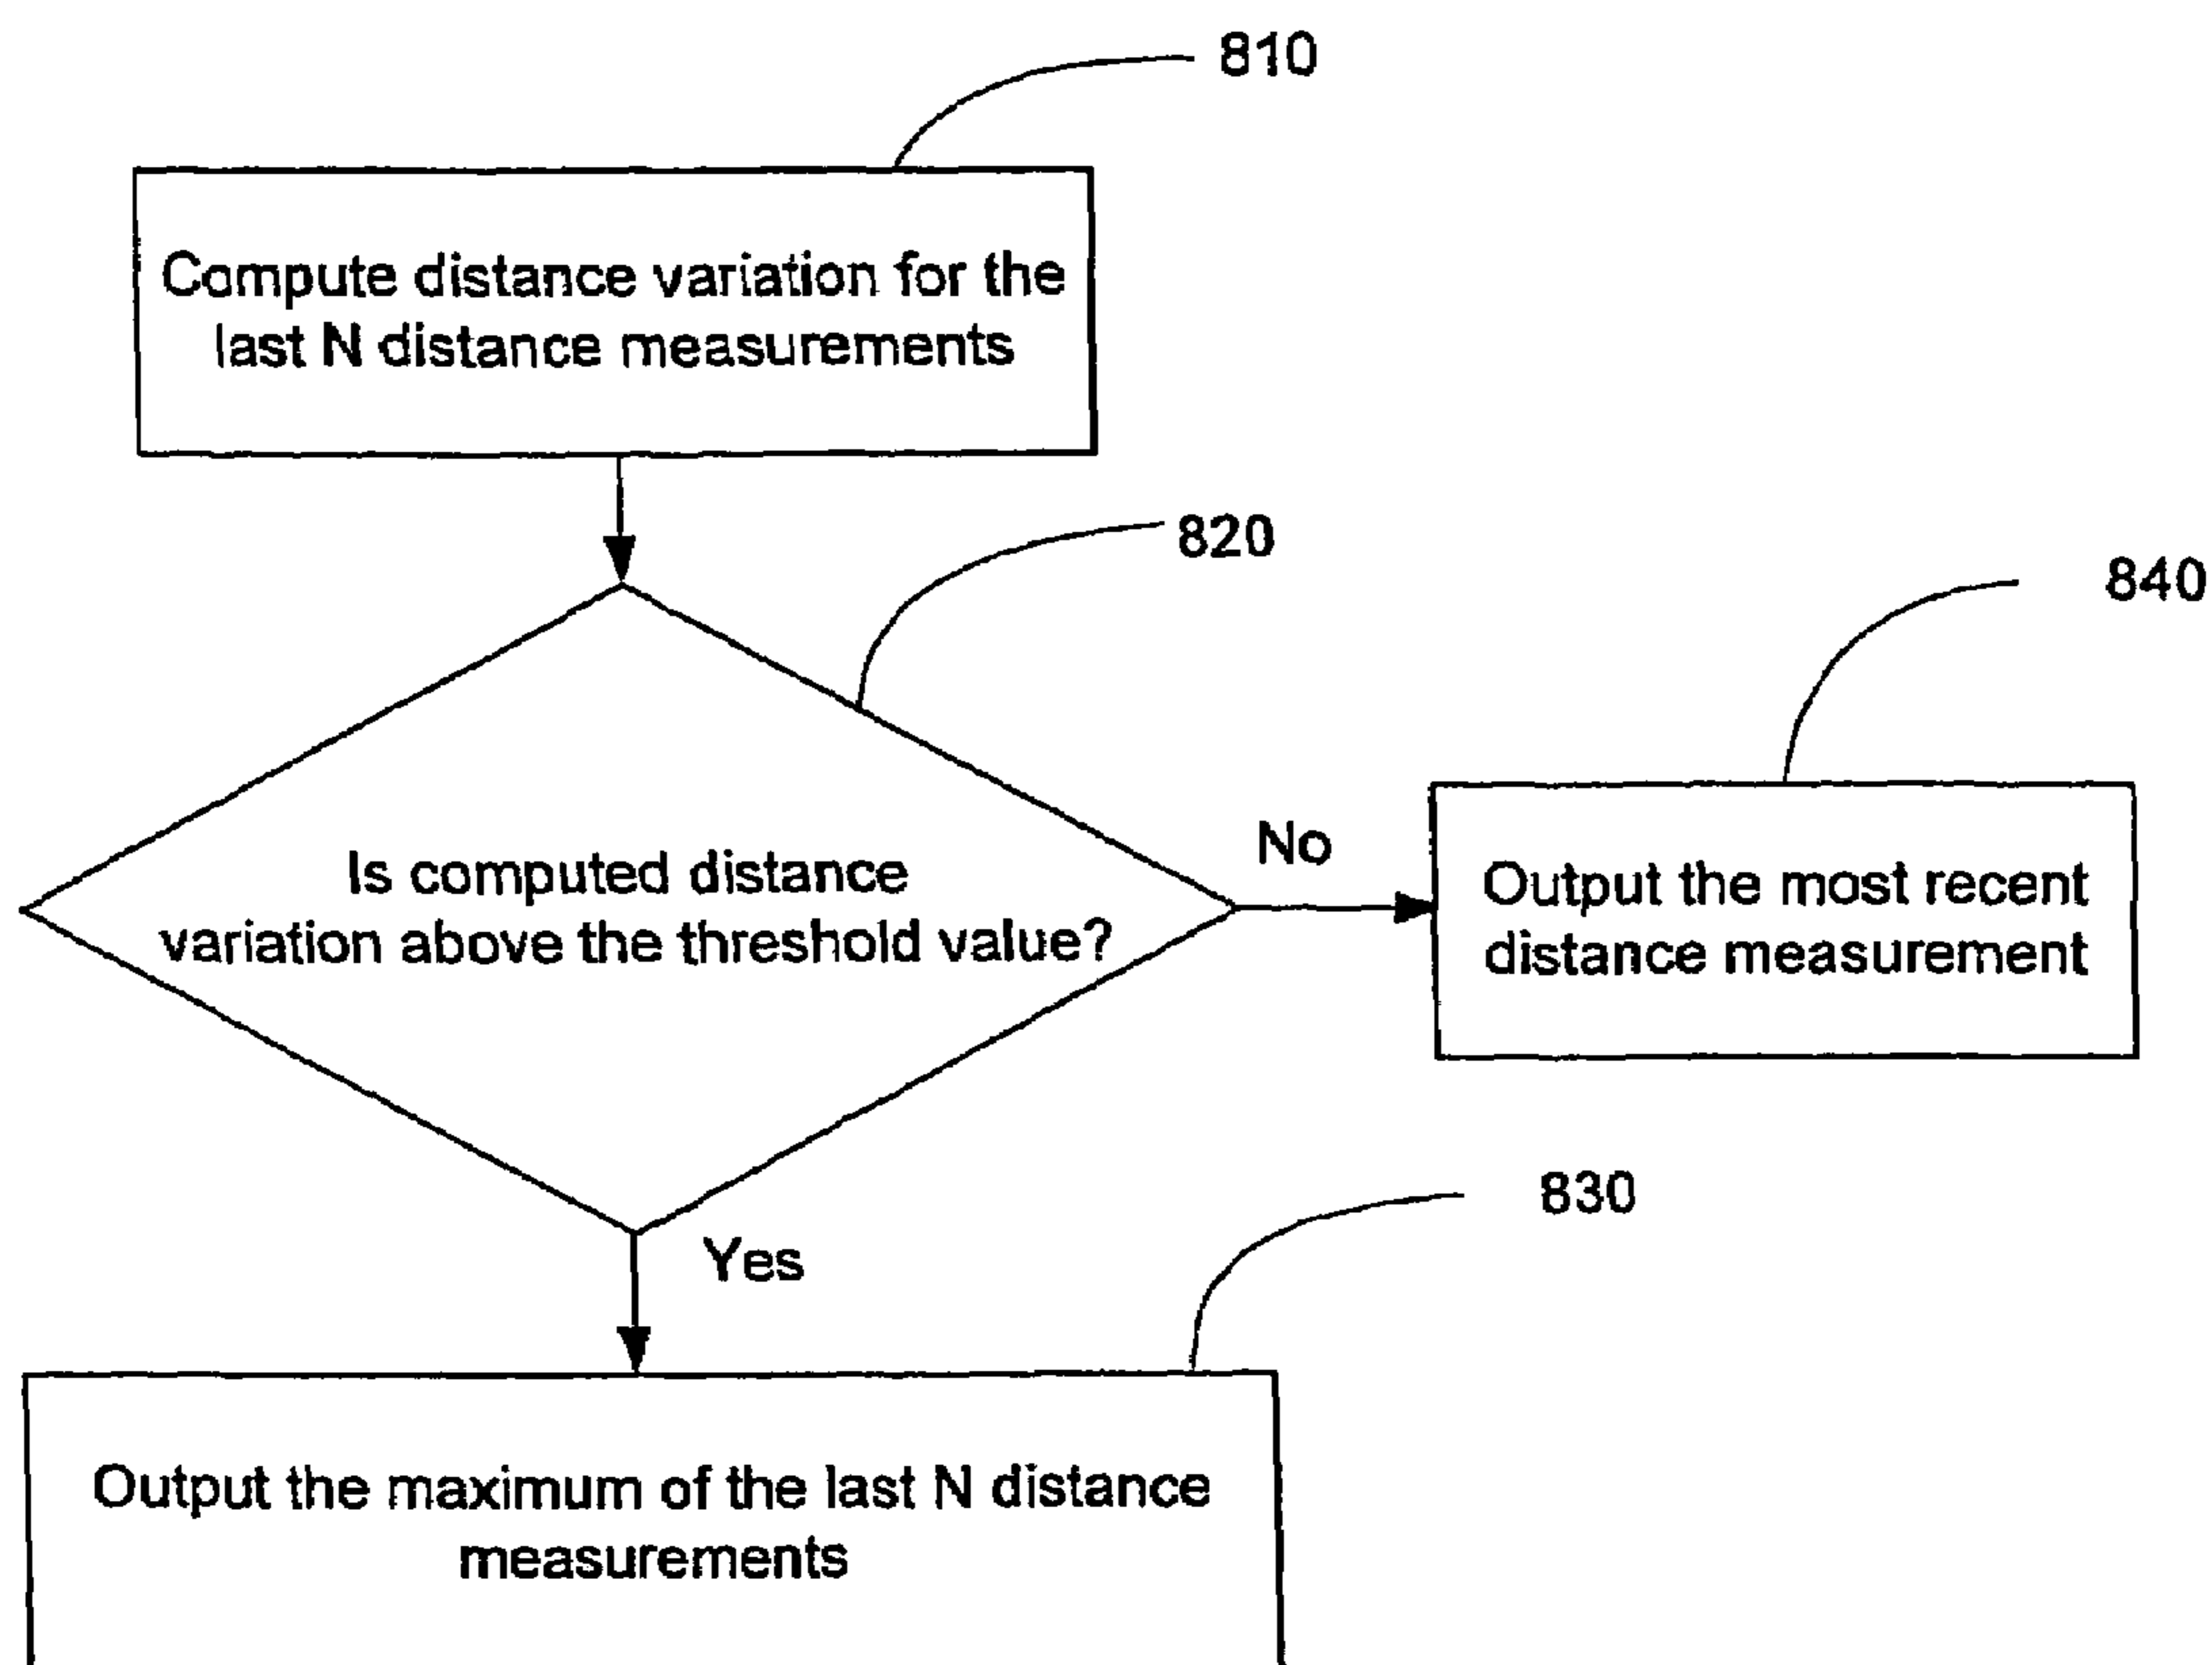 810
Compute distance variation for the
last N distance measurements
820
840
Is computed distance
variation above the threshold value?
No
Output the most recent
distance measurement
830
Yes
Output the maximum of the last N distance
measurements